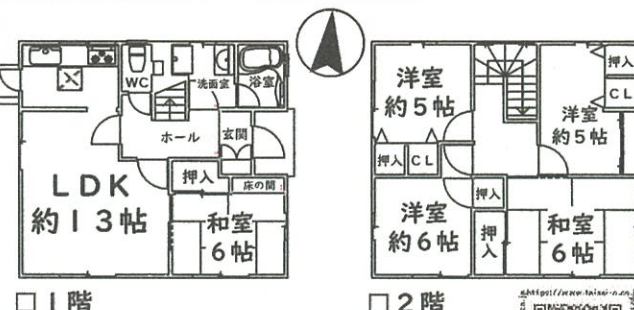 WC
洗面室
浴室
ホール
玄関
LDK
約13帖
押入
床の間
和室
6帖
□1階
洋室
約5帖
押入
CL
洋室
約5帖
押入
CL
洋室
約6帖
押入
押入
和室
6帖
□2階